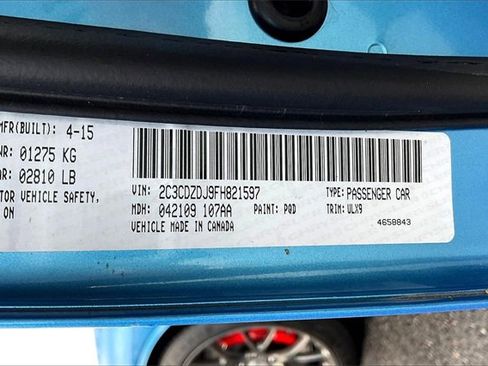 MFR(BUILT): 4-15
WR: 01275 KG
WR: 02810 LB
TOR VEHICLE SAFETY,
ON
VIN: 2C3CDZDJ9FH821597 TYPE: PASSENGER CAR
MDH: 042109 107AA PAINT: PQD TRIM: ULX9
VEHICLE MADE IN CANADA
4658843